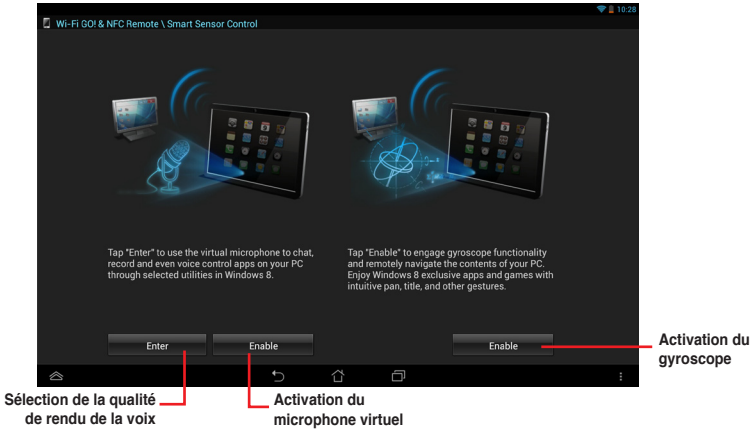 10:28
Wi-Fi GO! & NFC Remote \ Smart Sensor Control
Tap "Enter" to use the virtual microphone to chat,
record and even voice control apps on your PC
through selected utilities in Windows 8.
Tap "Enable" to engage gyroscope functionality
and remotely navigate the contents of your PC.
Enjoy Windows 8 exclusive apps and games with
intuitive pan, title, and other gestures.
Enter
Enable
Enable
Activation du
gyroscope
Sélection de la qualité
de rendu de la voix
Activation du
microphone virtuel